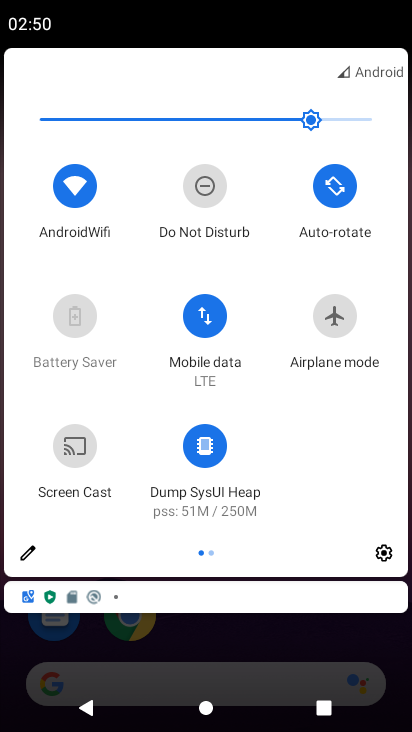 02:50
Android
AndroidWifi
Do Not Disturb
Auto-rotate
Battery Saver
Mobile data
LTE
Airplane mode
Screen Cast
Dump SysUI Heap
pss: 51M / 250M